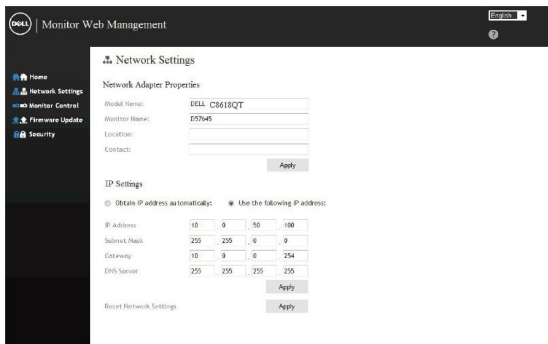 DELL | Monitor Web Management
English
?
Home
Network Settings
Monitor Control
Firmware Update
Security
Network Settings
Network Adapter Properties
Model Name: DELL C8618QT
Monitor Name: D57645
Location:
Contact:
Apply
IP Settings
Obtain IP address automatically: Use the following IP address:
IP Address 10 . 0 . 50 . 100
Subnet Mask 255 . 255 . 0 . 0
Gateway 10 . 0 . 0 . 254
DNS Server 255 . 255 . 255 . 255
Apply
Reset Network Settings Apply